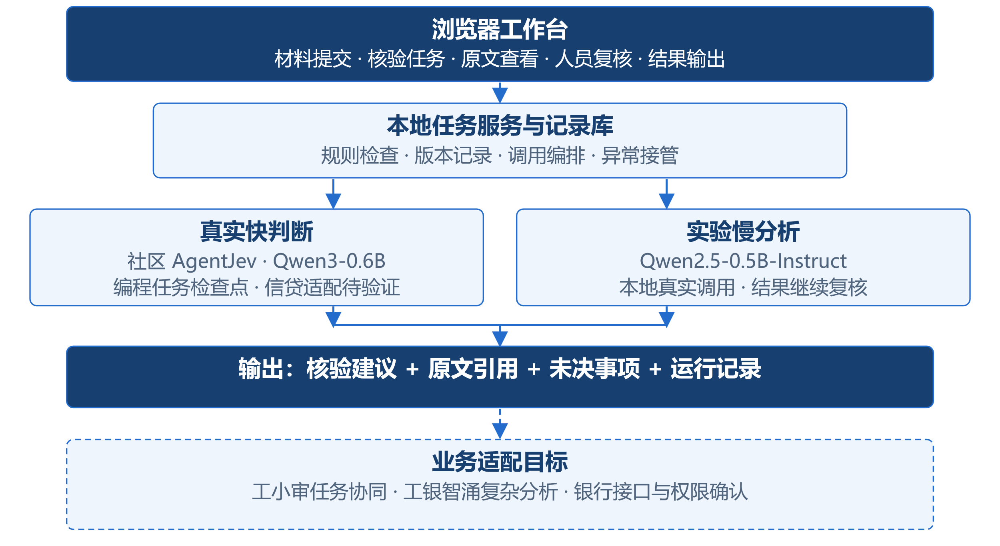 浏览器工作台
材料提交 · 核验任务 · 原文查看 · 人员复核 · 结果输出
本地任务服务与记录库
规则检查 · 版本记录 · 调用编排 · 异常接管
真实快判断
社区 AgentJev · Qwen3-0.6B
编程任务检查点 · 信贷适配待验证
实验慢分析
Qwen2.5-0.5B-Instruct
本地真实调用 · 结果继续复核
输出：核验建议 + 原文引用 + 未决事项 + 运行记录
业务适配目标
工小审任务协同 · 工银智涌复杂分析 · 银行接口与权限确认